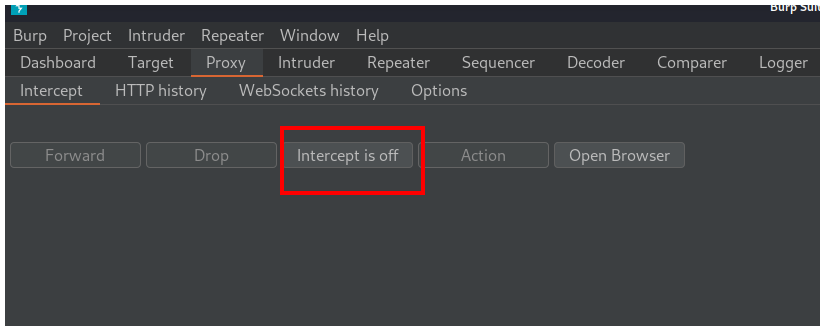 Burp Sui
Burp Project Intruder Repeater Window Help
Dashboard Target Proxy Intruder Repeater Sequencer Decoder Comparer Logger
Intercept HTTP history WebSockets history Options
Forward Drop Intercept is off Action Open Browser